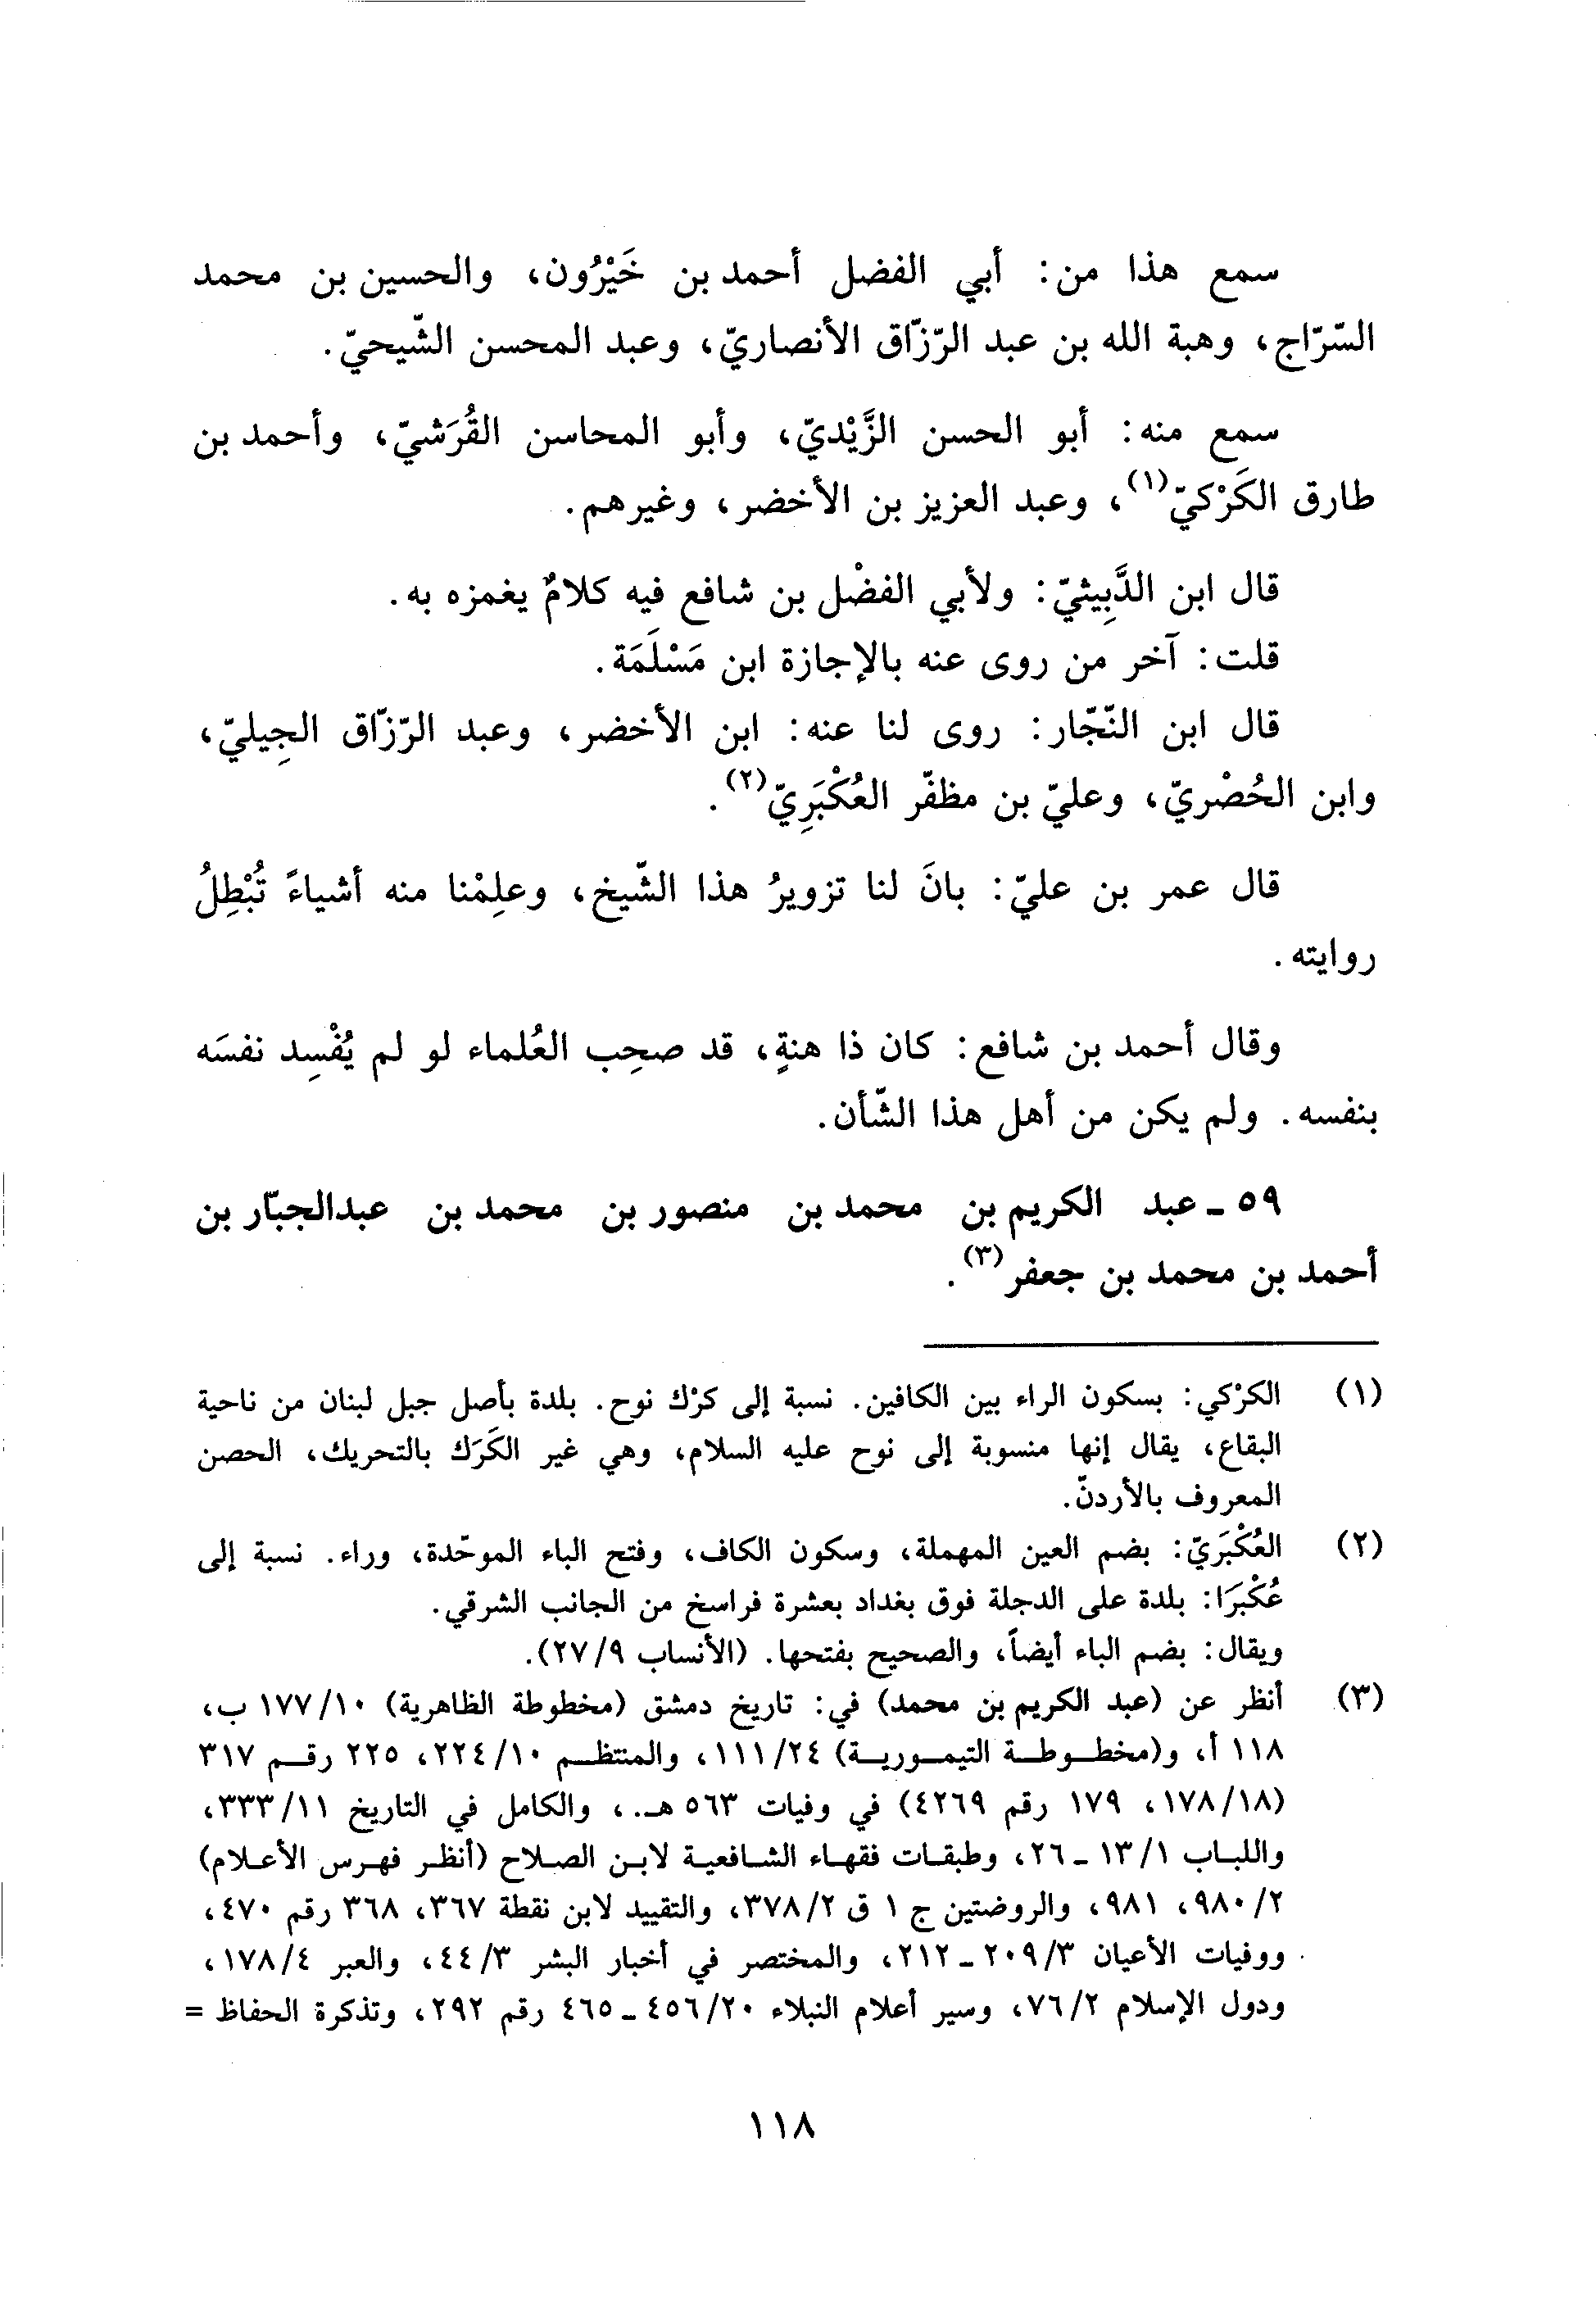 سمع هذا من: أبي الفضل أحمد بن خَيْرُون، والحسين بن محمد
السّرّاج، وهبة الله بن عبد الرّزّاق الأنصاريّ، وعبد المحسن الشّيحيّ.
سمع منه: أبو الحسن الزَّيْديّ، وأبو المحاسن القُرَشيّ، وأحمد بن
طارق الكَرْكيّ(١)، وعبد العزيز بن الأخضر، وغيرهم.
قال ابن الدَّبِيثيّ: ولأبي الفضْل بن شافع فيه كلامٌ يغمزه به.
قلت: آخر من روى عنه بالإجازة ابن مَسْلَمَة.
قال ابن النّجّار: روى لنا عنه: ابن الأخضر، وعبد الرّزّاق الجِيليّ،
وابن الحُصْريّ، وعليّ بن مظفّر العُكْبَرِيّ(٢).
قال عمر بن عليّ: بانَ لنا تزويرُ هذا الشّيخ، وعلِمْنا منه أشياءً تُبْطِلُ
روايته.
وقال أحمد بن شافع: كان ذا هنةٍ، قد صحِب العُلماء لو لم يُفْسِد نفسَه
بنفسه. ولم يكن من أهل هذا الشّأن.
٥٩ ـ عبد الكريم بن محمد بن منصور بن محمد بن عبدالجبّار بن
أحمد بن محمد بن جعفر(٣).
(١) الكرْكي: بسكون الراء بين الكافين. نسبة إلى كرْك نوح. بلدة بأصل جبل لبنان من ناحية
البقاع، يقال إنها منسوبة إلى نوح عليه السلام، وهي غير الكَرَك بالتحريك، الحصن
المعروف بالأردنّ.
(٢) العُكْبَريّ: بضم العين المهملة، وسكون الكاف، وفتح الباء الموحّدة، وراء. نسبة إلى
عُكْبَرَا: بلدة على الدجلة فوق بغداد بعشرة فراسخ من الجانب الشرقي.
ويقال: بضم الباء أيضاً، والصحيح بفتحها. (الأنساب ٢٧/٩).
(٣) أنظر عن (عبد الكريم بن محمد) في: تاريخ دمشق (مخطوطة الظاهرية) ١٧٧/١٠ ب،
١١٨ أ، و(مخطوطة التيمورية) ١١١/٢٤، والمنتظم ٢٢٤/١٠، ٢٢٥ رقم ٣١٧
(١٧٨/١٨، ١٧٩ رقم ٤٢٦٩) في وفيات ٥٦٣ هـ.، والكامل في التاريخ ٣٣٣/١١،
واللباب ١٣/١ ـ ٢٦، وطبقات فقهاء الشافعية لابن الصلاح (أنظر فهرس الأعلام)
٩٨٠/٢، ٩٨١، والروضتين ج ١ ق ٣٧٨/٢، والتقييد لابن نقطة ٣٦٧، ٣٦٨ رقم ٤٧٠،
ووفيات الأعيان ٢٠٩/٣ ـ ٢١٢، والمختصر في أخبار البشر ٤٤/٣، والعبر ١٧٨/٤،
ودول الإسلام ٧٦/٢، وسير أعلام النبلاء ٤٥٦/٢٠ ـ ٤٦٥ رقم ٢٩٢، وتذكرة الحفاظ =
١١٨